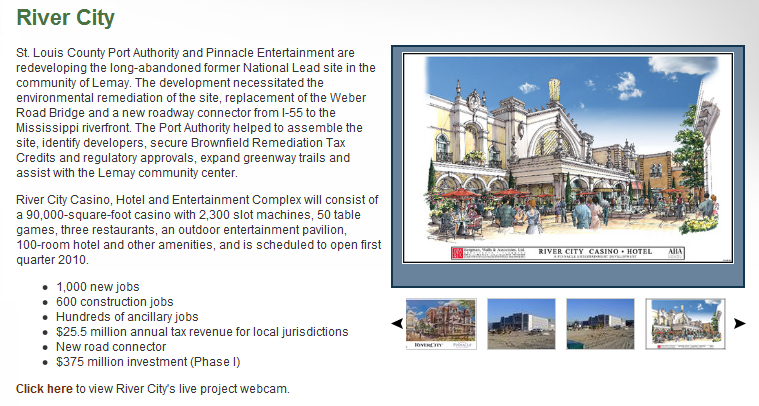 River City
St. Louis County Port Authority and Pinnacle Entertainment are
redeveloping the long-abandoned former National Lead site in the
community of Lemay. The development necessitated the
environmental remediation of the site, replacement of the Weber
Road Bridge and a new roadway connector from I-55 to the
Mississippi riverfront. The Port Authority helped to assemble the
site, identify developers, secure Brownfield Remediation Tax
Credits and regulatory approvals, expand greenway trails and
assist with the Lemay community center.
River City Casino, Hotel and Entertainment Complex will consist of
a 90,000-square-foot casino with 2,300 slot machines, 50 table
games, three restaurants, an outdoor entertainment pavilion,
100-room hotel and other amenities, and is scheduled to open first
quarter 2010.
• 1,000 new jobs
• 600 construction jobs
• Hundreds of ancillary jobs
• $25.5 million annual tax revenue for local jurisdictions
• New road connector
• $375 million investment (Phase I)
Click here to view River City's live project webcam.
RIVER CITY CASINO • HOTEL
A PINNACLE ENTERTAINMENT DEVELOPMENT
RIVERCITY
PINNACLE